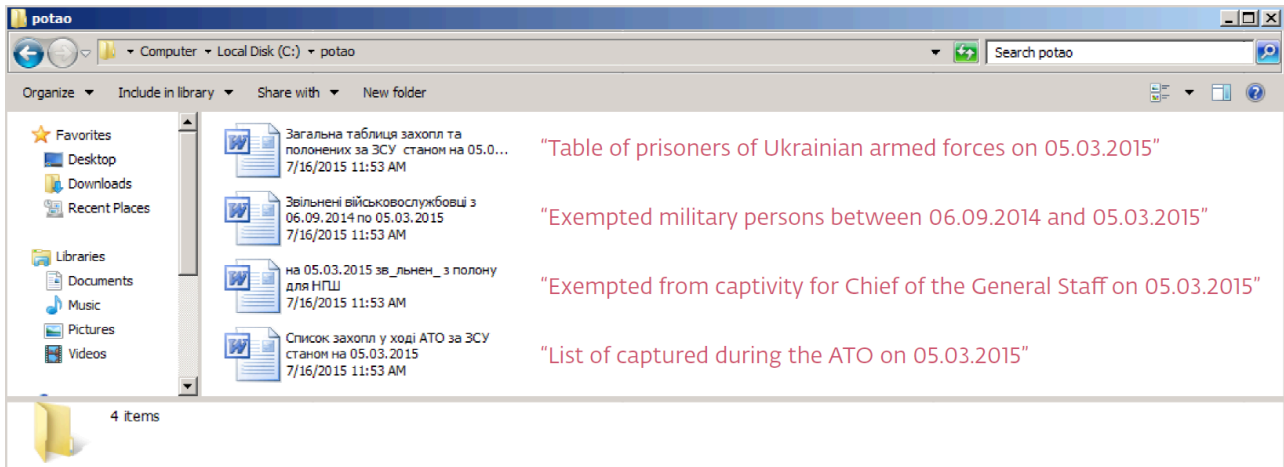 potao
Computer Local Disk (C:) potao
Search potao
Organize Include in library Share with New folder
Favorites
Desktop
Downloads
Recent Places
Libraries
Documents
Music
Pictures
Videos
Загальна таблиця захопл та
полонених за ЗСУ станом на 05.0...
7/16/2015 11:53 AM
"Table of prisoners of Ukrainian armed forces on 05.03.2015"
Звільнені військовослужбовці з
06.09.2014 по 05.03.2015
7/16/2015 11:53 AM
"Exempted military persons between 06.09.2014 and 05.03.2015"
на 05.03.2015 зв_льнен_ з полону
для НГШ
7/16/2015 11:53 AM
"Exempted from captivity for Chief of the General Staff on 05.03.2015"
Список захопл у ході АТО за ЗСУ
станом на 05.03.2015
7/16/2015 11:53 AM
"List of captured during the ATO on 05.03.2015"
4 items